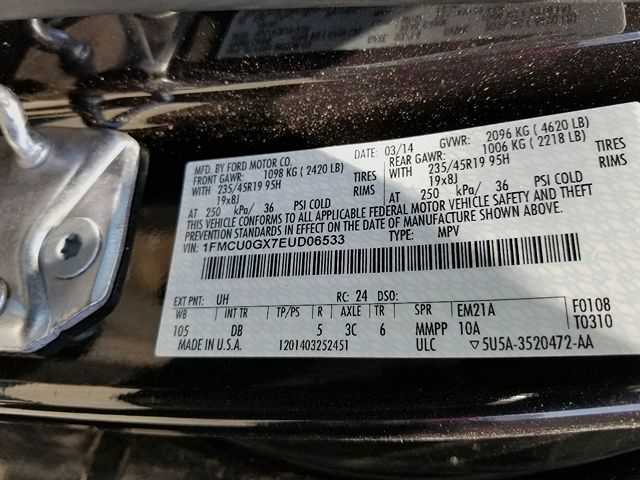 MFD. BY FORD MOTOR CO.
DATE: 03/14 GVWR: 2096 KG ( 4620 LB)
FRONT GAWR: 1098 KG ( 2420 LB) REAR GAWR: 1006 KG ( 2218 LB)
WITH 235/45R19 95H TIRES WITH 235/45R19 95H TIRES
19x8J RIMS 19x8J RIMS
AT 250 kPa/ 36 PSI COLD AT 250 kPa/ 36 PSI COLD
THIS VEHICLE CONFORMS TO ALL APPLICABLE FEDERAL MOTOR VEHICLE SAFETY AND THEFT
PREVENTION STANDARDS IN EFFECT ON THE DATE OF MANUFACTURE SHOWN ABOVE.
1FMCU0GX7EUD06533 TYPE: MPV
EXT PNT: UH RC: 24 DSO:
WB INT TR TP/PS R AXLE TR SPR EM21A F0108
105 DB 5 3C 6 MMPP 10A T0310
MADE IN U.S.A. 1201403252451 ULC ▽5U5A-3520472-AA